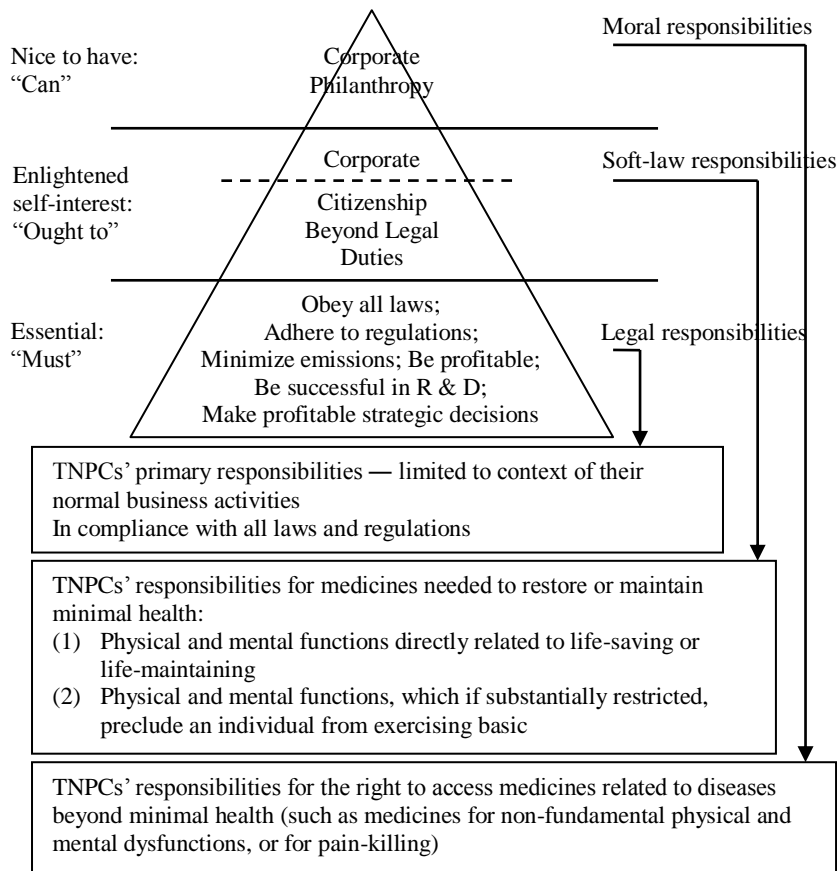 Moral responsibilities
Nice to have:
“Can”
Corporate
Philanthropy
Soft-law responsibilities
Enlightened
self-interest:
“Ought to”
Corporate
Citizenship
Beyond Legal
Duties
Legal responsibilities
Essential:
“Must”
Obey all laws;
Adhere to regulations;
Minimize emissions; Be profitable;
Be successful in R & D;
Make profitable strategic decisions
TNPCs’ primary responsibilities — limited to context of their
normal business activities
In compliance with all laws and regulations
TNPCs’ responsibilities for medicines needed to restore or maintain
minimal health:
(1) Physical and mental functions directly related to life-saving or
life-maintaining
(2) Physical and mental functions, which if substantially restricted,
preclude an individual from exercising basic
TNPCs’ responsibilities for the right to access medicines related to diseases
beyond minimal health (such as medicines for non-fundamental physical and
mental dysfunctions, or for pain-killing)